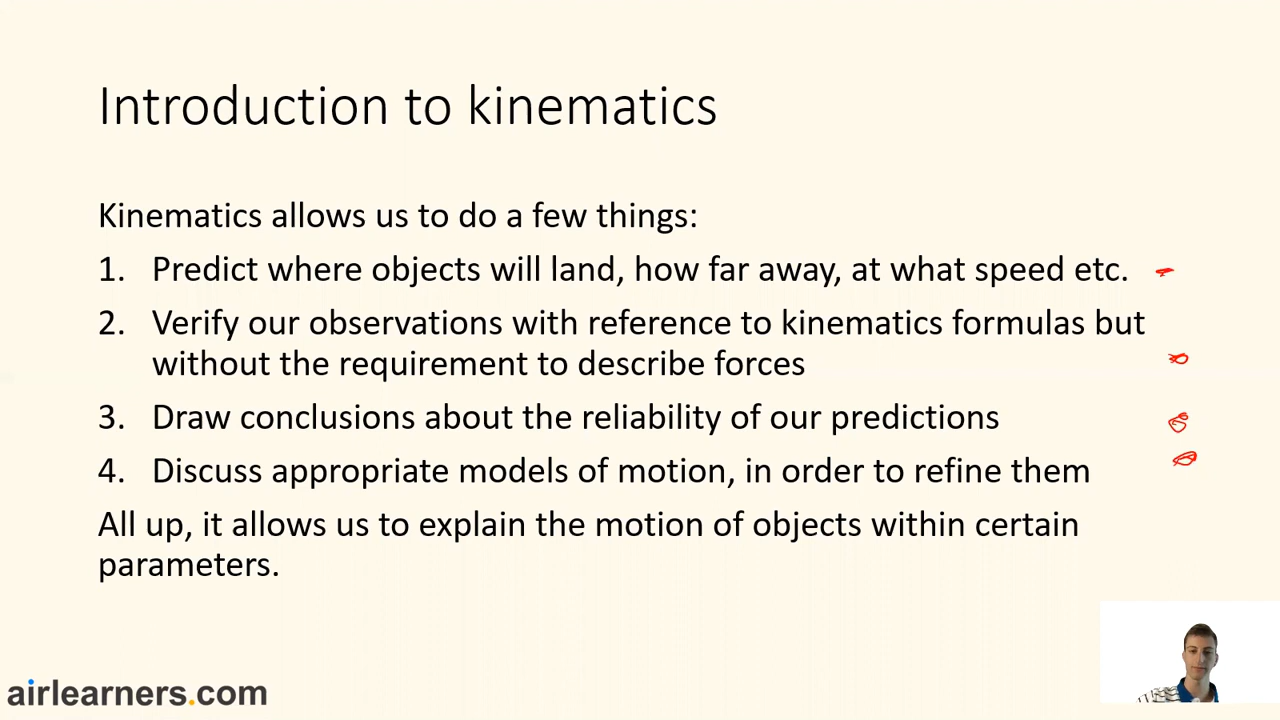 Introduction to kinematics
Kinematics allows us to do a few things:
1. Predict where objects will land, how far away, at what speed etc.
2. Verify our observations with reference to kinematics formulas but
without the requirement to describe forces
3. Draw conclusions about the reliability of our predictions
4. Discuss appropriate models of motion, in order to refine them
All up, it allows us to explain the motion of objects within certain
parameters.
airlearners.com